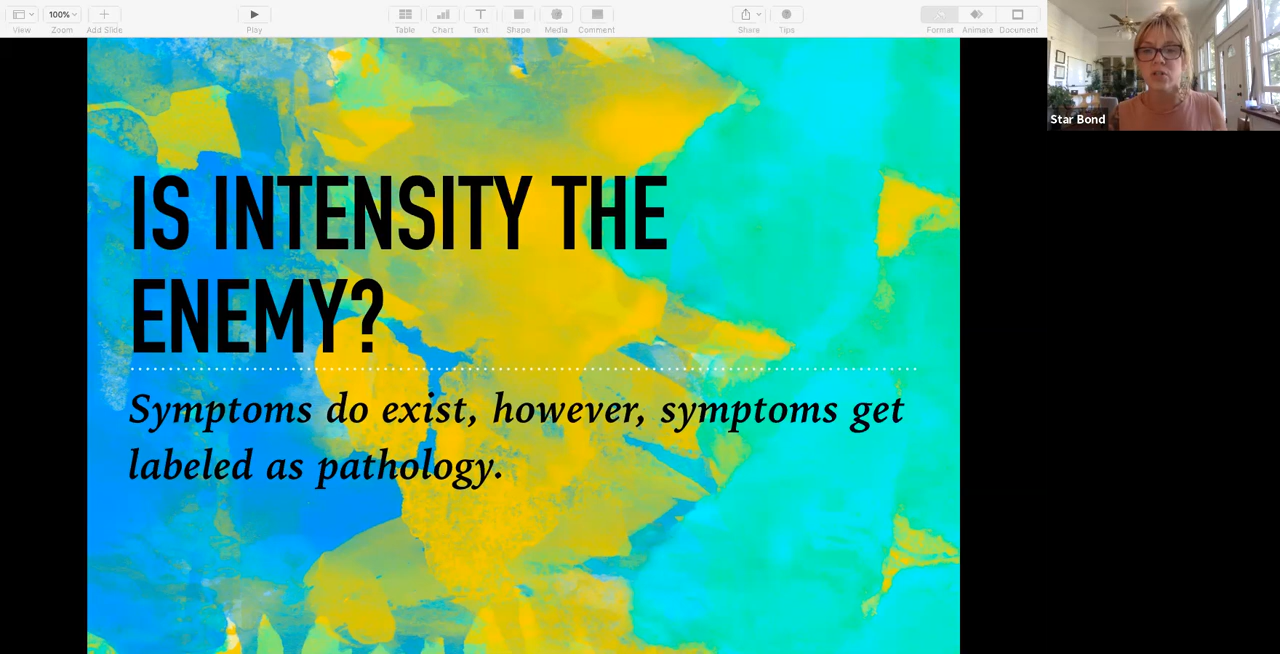 100%
View Zoom Add Slide Play Table Chart Text Shape Media Comment Share Tips Format Animate Document
Star Bond
IS INTENSITY THE
ENEMY?
Symptoms do exist, however, symptoms get
labeled as pathology.